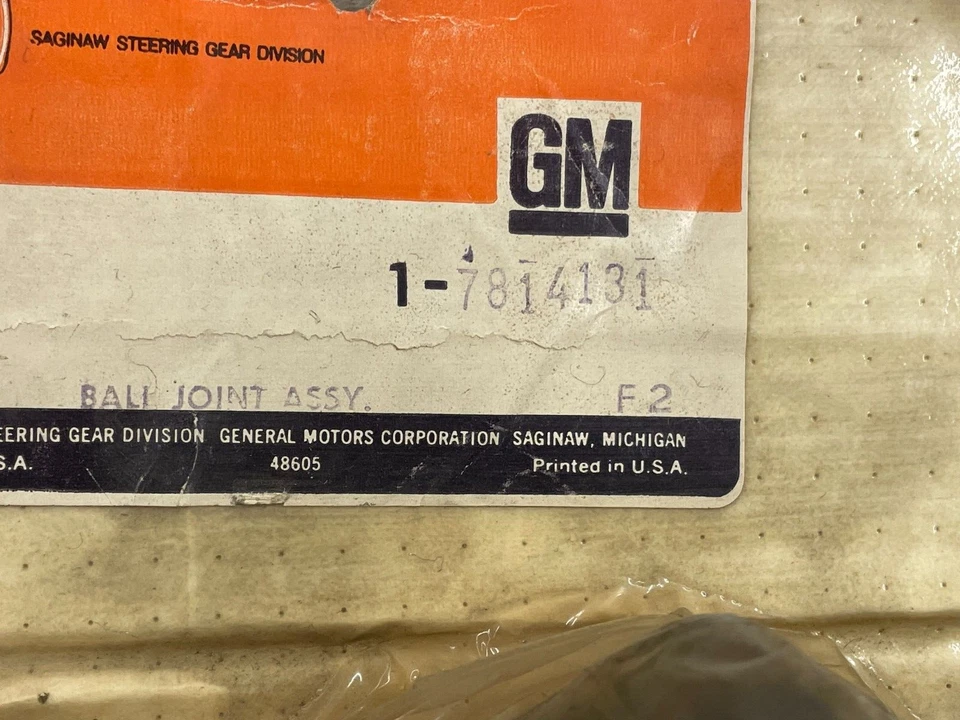 SAGINAW STEERING GEAR DIVISION
GM
1-7814131
BALL JOINT ASSY. F2
EERING GEAR DIVISION GENERAL MOTORS CORPORATION SAGINAW, MICHIGAN
S.A. 48605 Printed in U.S.A.